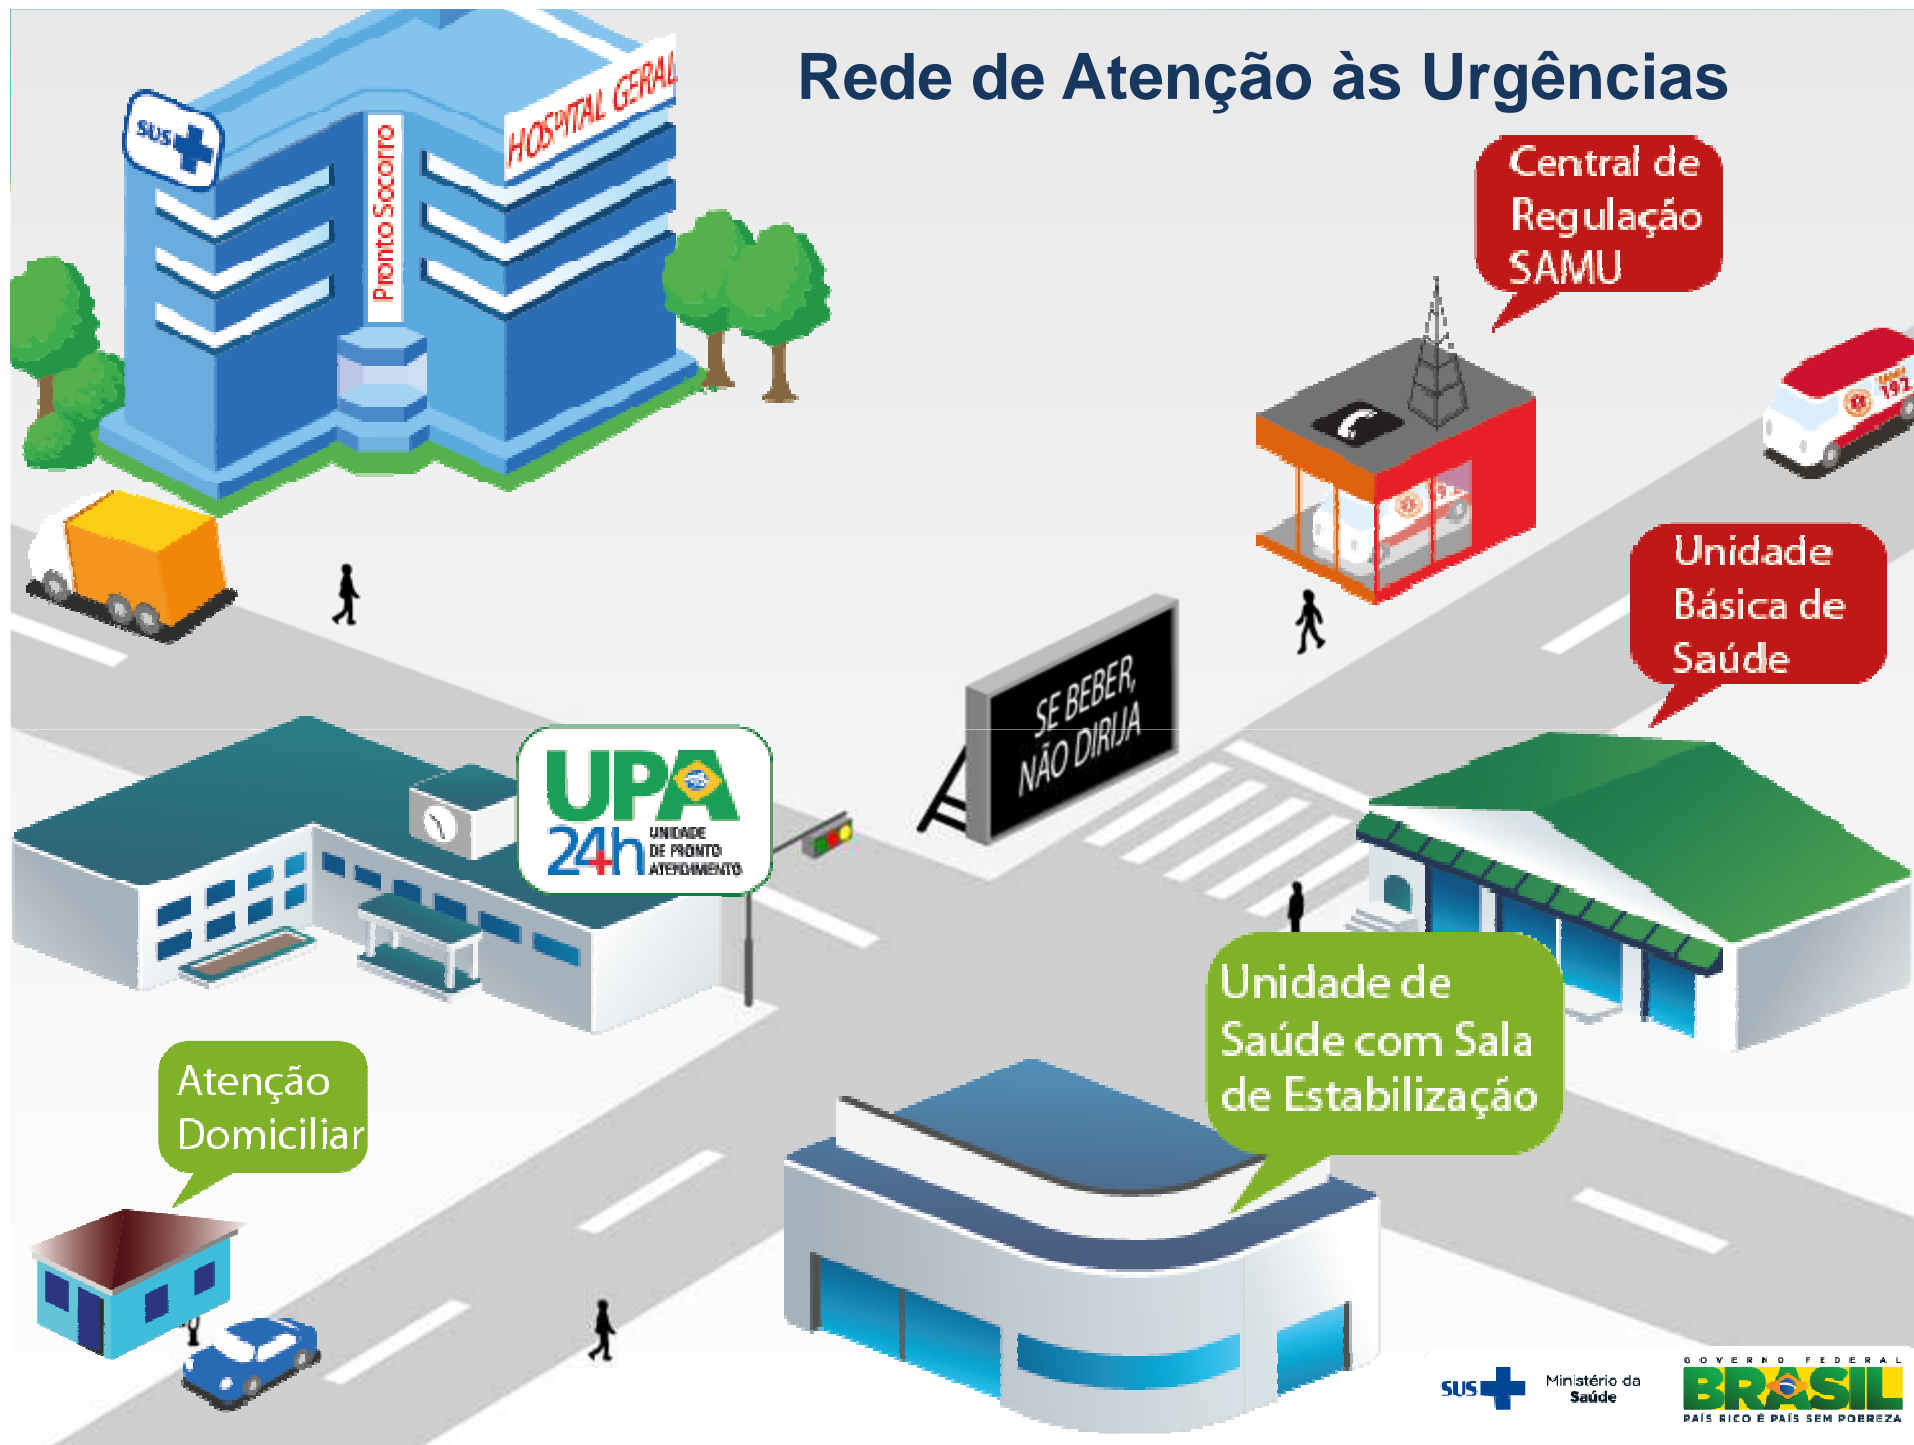 Rede de Atenção às Urgências
SUS
Pronto Socorro
HOSPITAL GERAL
Central de
Regulação
SAMU
SAMU
192
Unidade
Básica de
Saúde
SE BEBER,
NÃO DIRIJA
UPA
24h
UNIDADE
DE PRONTO
ATENDIMENTO
Unidade de
Saúde com Sala
de Estabilização
Atenção
Domiciliar
SUS
Ministério da
Saúde
GOVERNO FEDERAL
BRASIL
PAÍS RICO É PAÍS SEM POBREZA